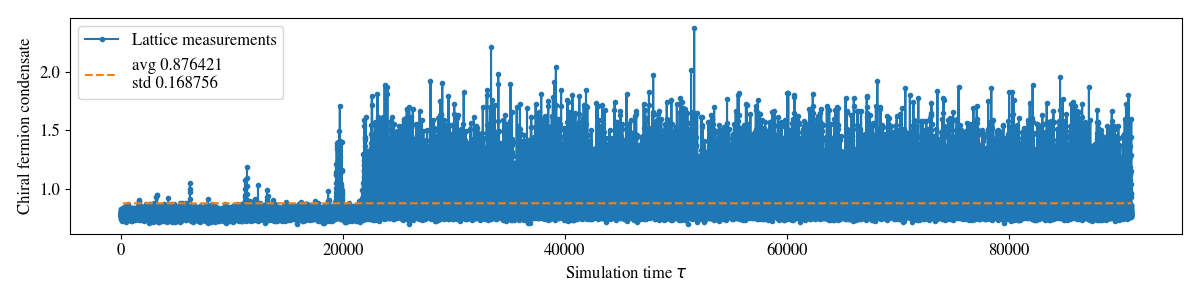 Chiral fermion condensate
2.0
1.5
1.0
Lattice measurements
avg 0.876421
std 0.168756
0
20000
40000
60000
80000
Simulation time τ